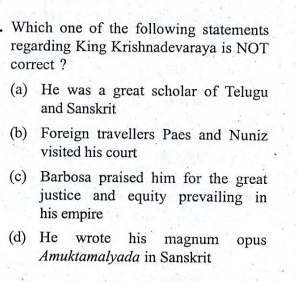 Which one of the following statements
regarding King Krishnadevaraya is NOT
correct ?
(a) He was a great scholar of Telugu
and Sanskrit
(b) Foreign travellers Paes and Nuniz
visited his court
(c) Barbosa praised him for the great
justice and equity prevailing in
his empire
(d) He wrote his magnum opus
Amuktamalyada in Sanskrit